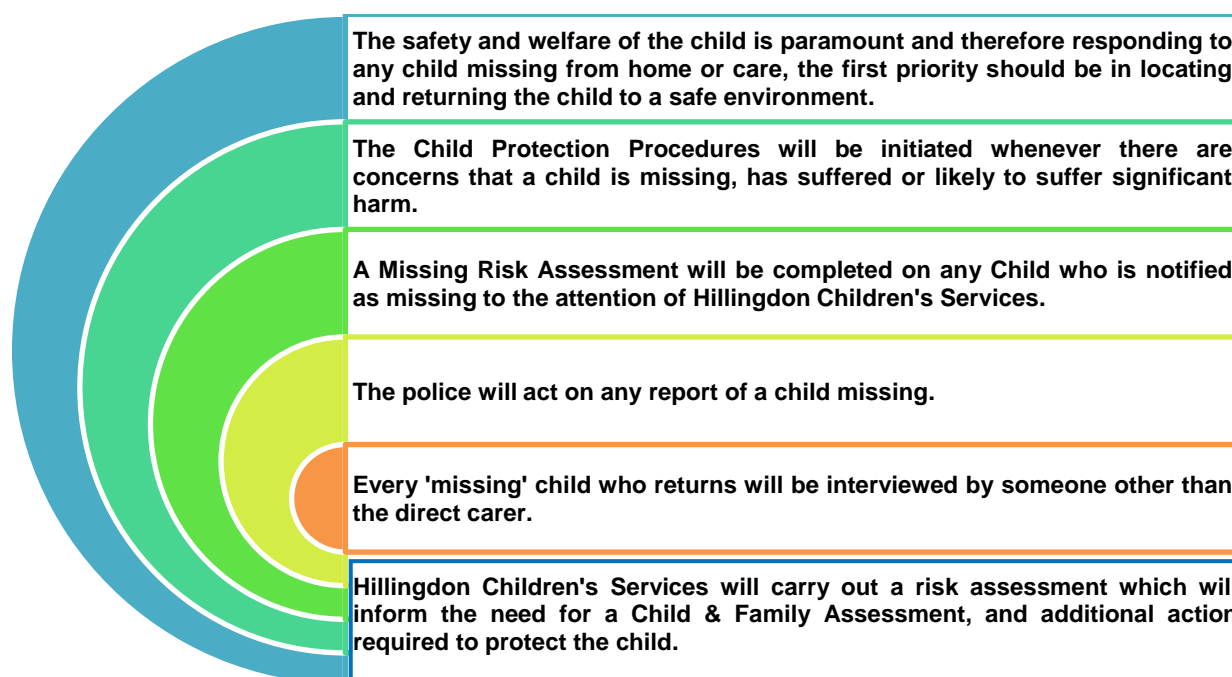 The safety and welfare of the child is paramount and therefore responding to
any child missing from home or care, the first priority should be in locating
and returning the child to a safe environment.
The Child Protection Procedures will be initiated whenever there are
concerns that a child is missing, has suffered or likely to suffer significant
harm.
A Missing Risk Assessment will be completed on any Child who is notified
as missing to the attention of Hillingdon Children's Services.
The police will act on any report of a child missing.
Every 'missing' child who returns will be interviewed by someone other than
the direct carer.
Hillingdon Children's Services will carry out a risk assessment which wil
inform the need for a Child & Family Assessment, and additional action
required to protect the child.